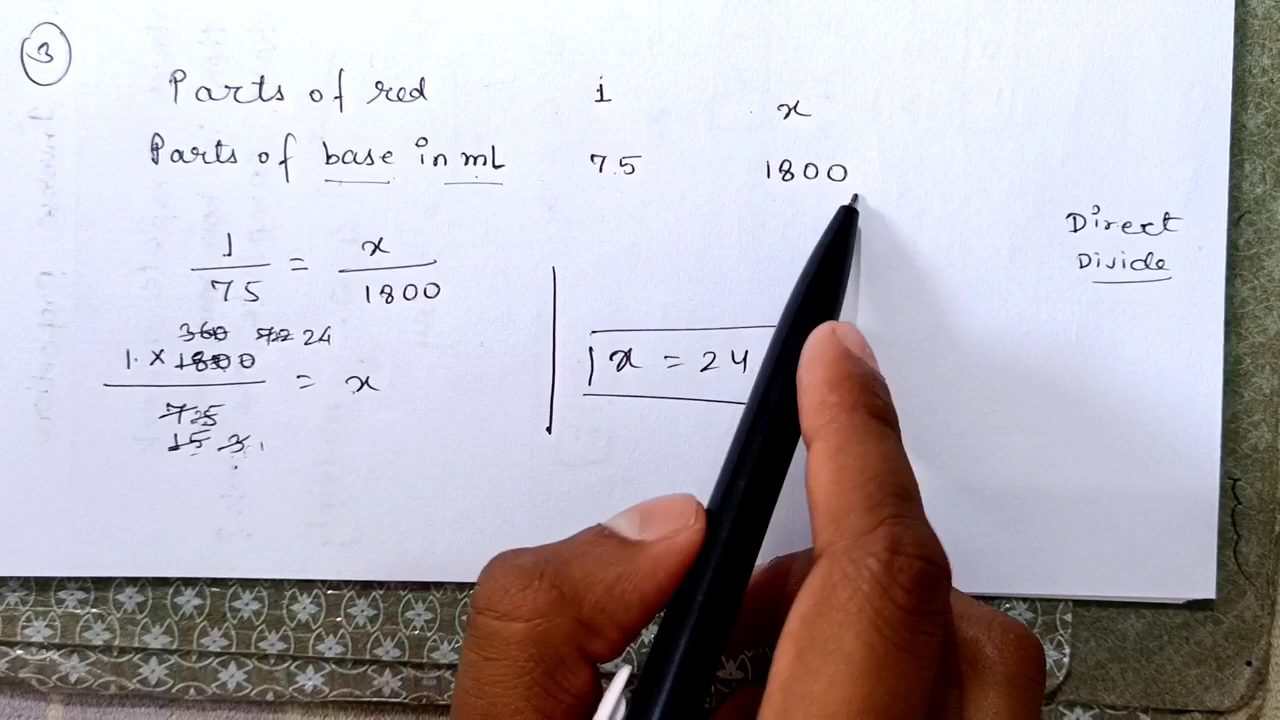 3
Parts of red 1 x
Parts of base in mL 75 1800
Direct
Divide
1/75 = x/1800
360 72 24
1 × 1800
= x
75
15 3
x = 24